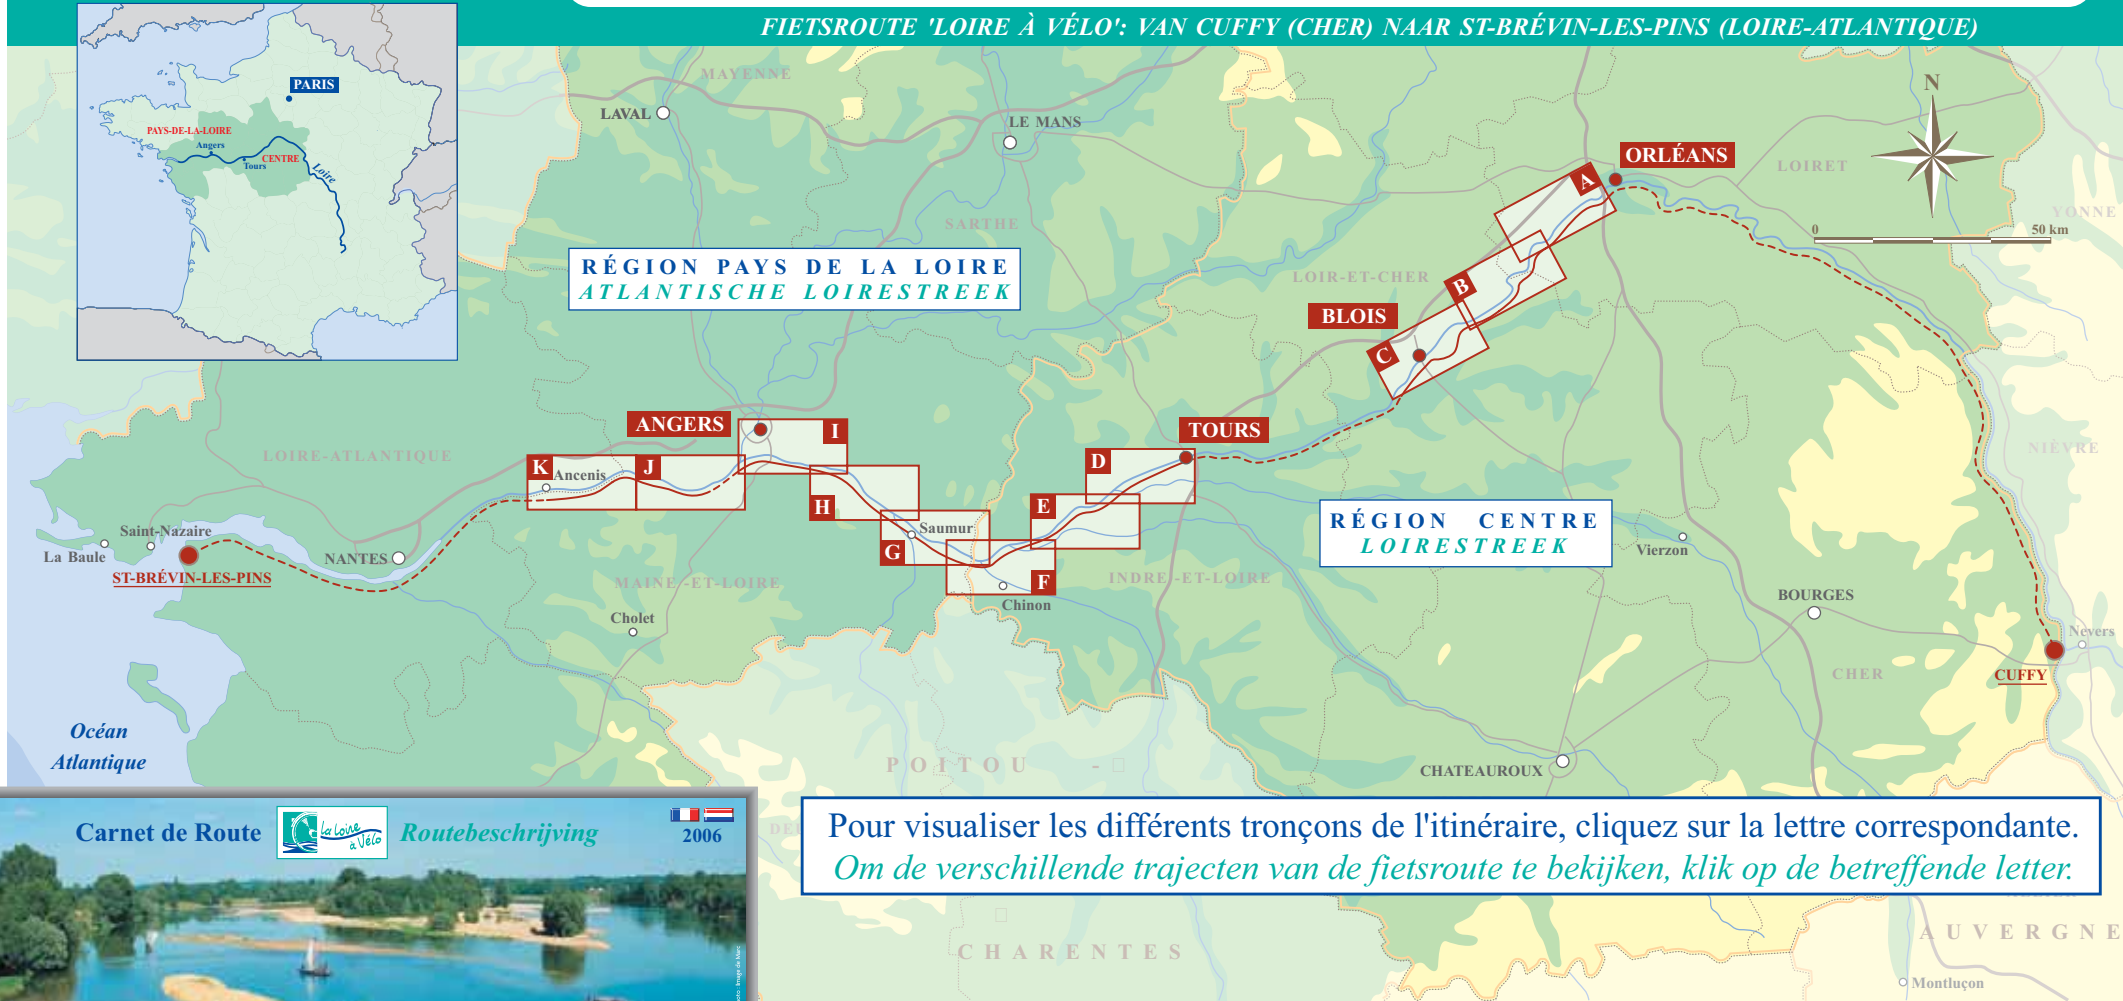 FIETSROUTE 'LOIRE À VÉLO': VAN CUFFY (CHER) NAAR ST-BRÉVIN-LES-PINS (LOIRE-ATLANTIQUE)
PARIS
PAYS-DE-LA-LOIRE
Angers
Tours
CENTRE
Loire
MAYENNE
LAVAL
LE MANS
SARTHE
N
ORLÉANS
LOIRET
YONNE
0
50 km
A
RÉGION PAYS DE LA LOIRE
ATLANTISCHE LOIRESTREEK
LOIR-ET-CHER
B
BLOIS
C
ANGERS
I
TOURS
LOIRE-ATLANTIQUE
K
Ancenis
J
D
NIÈVRE
H
E
Saumur
G
RÉGION CENTRE
LOIRESTREEK
Saint-Nazaire
La Baule
NANTES
ST-BRÉVIN-LES-PINS
MAINE-ET-LOIRE
F
INDRE-ET-LOIRE
Chinon
Vierzon
BOURGES
Cholet
Nevers
CHER
CUFFY
Océan
Atlantique
POITOU -
CHATEAUROUX
Carnet de Route
la Loire
à Vélo
Routebeschrijving
2006
Pour visualiser les différents tronçons de l'itinéraire, cliquez sur la lettre correspondante.
Om de verschillende trajecten van de fietsroute te bekijken, klik op de betreffende letter.
CHARENTES
AUVERGNE
Montluçon